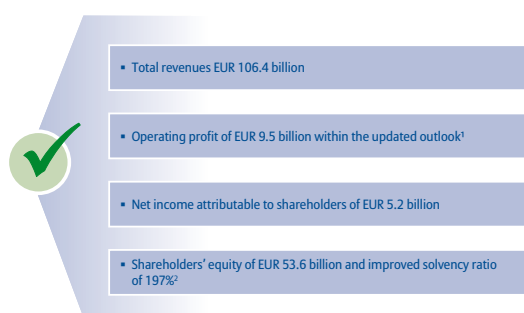 ▪ Total revenues EUR 106.4 billion
▪ Operating profit of EUR 9.5 billion within the updated outlook¹
▪ Net income attributable to shareholders of EUR 5.2 billion
▪ Shareholders’ equity of EUR 53.6 billion and improved solvency ratio
of 197%²